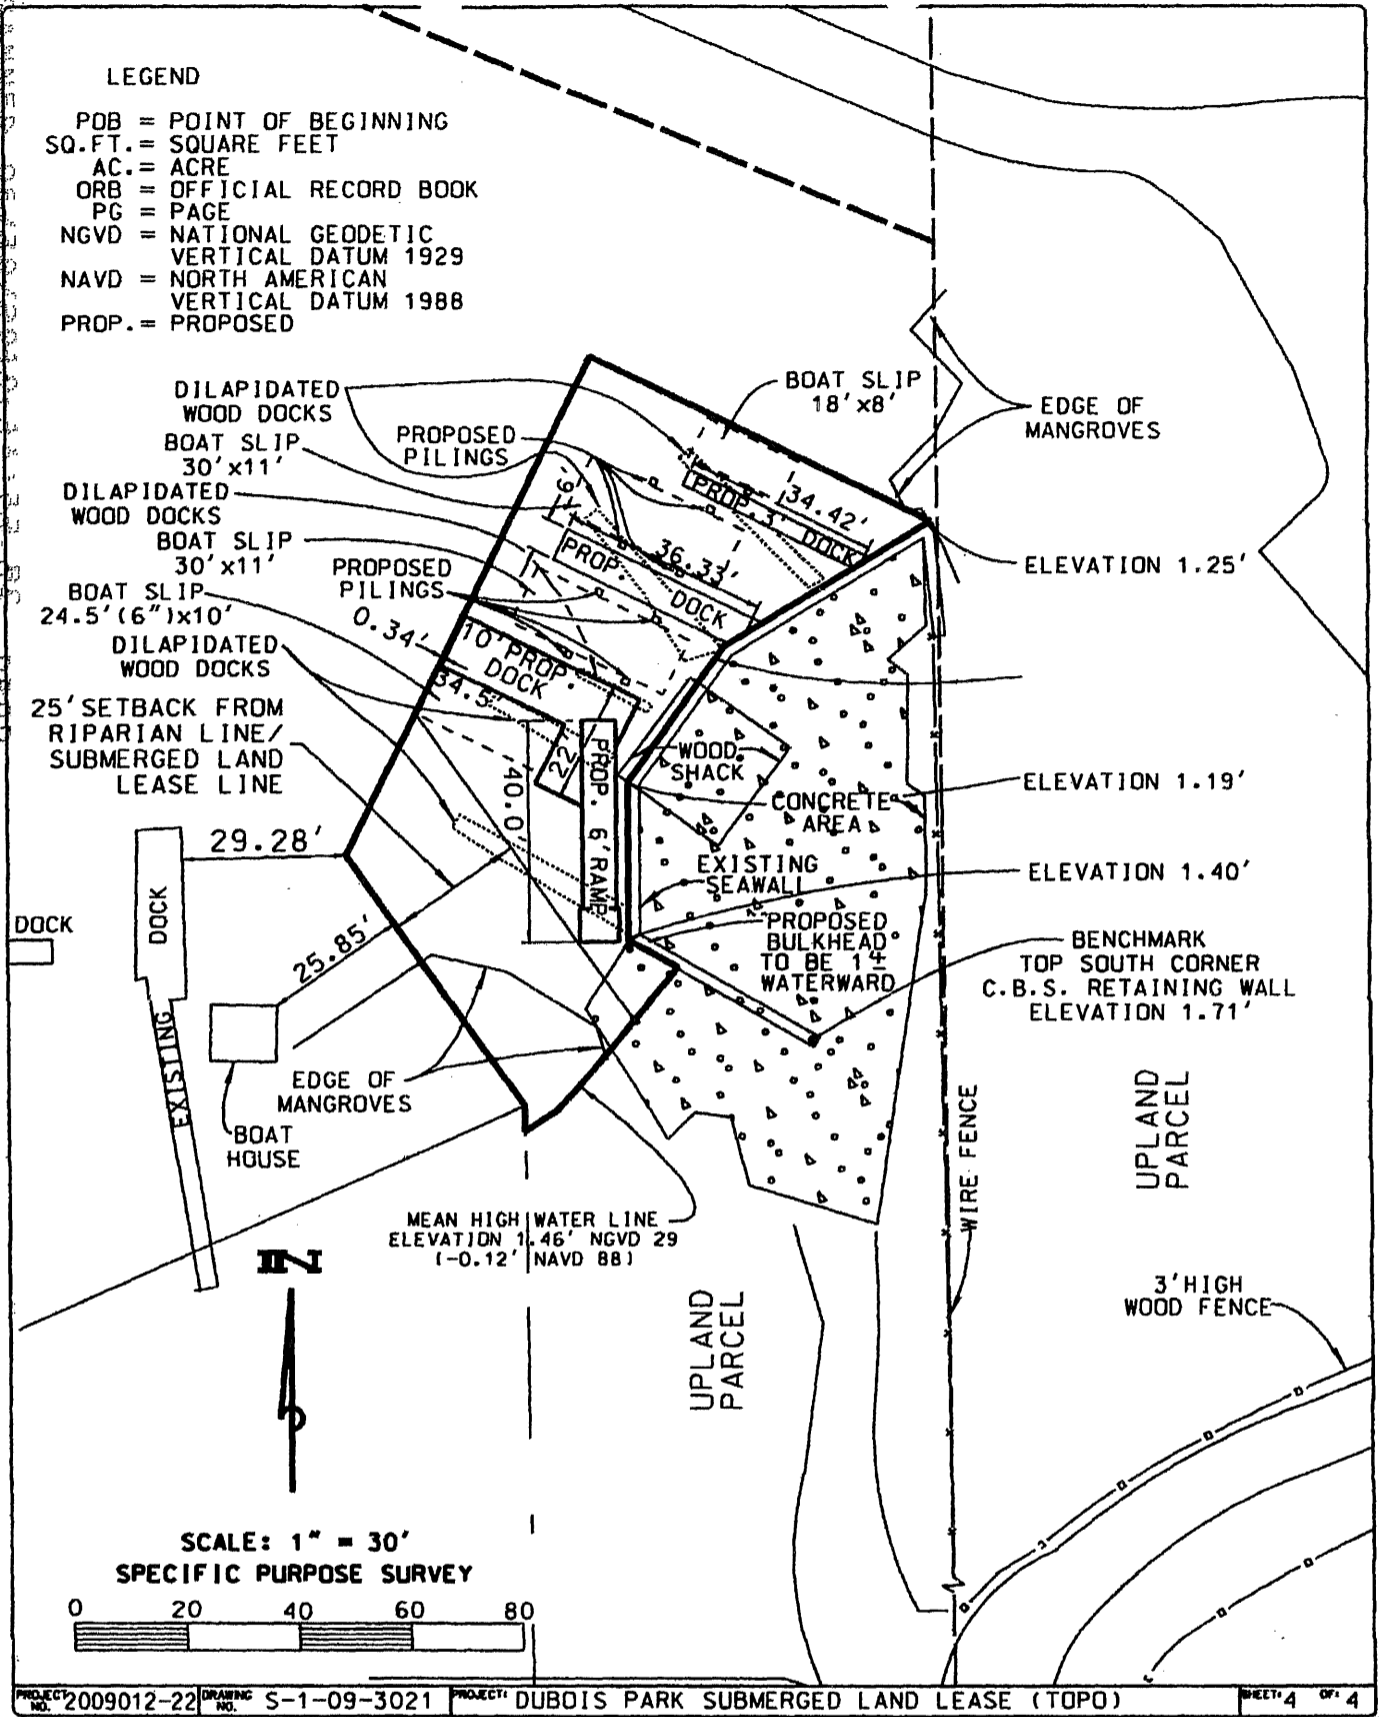 LEGEND
POB = POINT OF BEGINNING
SQ.FT. = SQUARE FEET
AC. = ACRE
ORB = OFFICIAL RECORD BOOK
PG = PAGE
NGVD = NATIONAL GEODETIC
VERTICAL DATUM 1929
NAVD = NORTH AMERICAN
VERTICAL DATUM 1988
PROP. = PROPOSED
DILAPIDATED
WOOD DOCKS
BOAT SLIP
30'x11'
DILAPIDATED
WOOD DOCKS
BOAT SLIP
30'x11'
BOAT SLIP
24.5'(6")x10'
DILAPIDATED
WOOD DOCKS
25' SETBACK FROM
RIPARIAN LINE/
SUBMERGED LAND
LEASE LINE
PROPOSED
PILINGS
PROPOSED
PILINGS
BOAT SLIP
18'x8'
EDGE OF
MANGROVES
6'
PROP. 3' DOCK
34.42'
36.33'
PROP. DOCK
0.34'
10' PROP.
DOCK
34.5'
22'
40.0'
PROP. 6' RAMP
WOOD
SHACK
CONCRETE
AREA
EXISTING
SEAWALL
PROPOSED
BULKHEAD
TO BE 1'±
WATERWARD
ELEVATION 1.25'
ELEVATION 1.19'
ELEVATION 1.40'
BENCHMARK
TOP SOUTH CORNER
C.B.S. RETAINING WALL
ELEVATION 1.71'
29.28'
25.85'
DOCK
DOCK
EXISTING
BOAT
HOUSE
EDGE OF
MANGROVES
MEAN HIGH WATER LINE
ELEVATION 1.46' NGVD 29
(-0.12' NAVD 88)
UPLAND
PARCEL
UPLAND
PARCEL
WIRE FENCE
3' HIGH
WOOD FENCE
N
SCALE: 1" = 30'
SPECIFIC PURPOSE SURVEY
0 20 40 60 80
PROJECT NO. 2009012-22 DRAWING NO. S-1-09-3021 PROJECT: DUBOIS PARK SUBMERGED LAND LEASE (TOPO) SHEET: 4 OF: 4